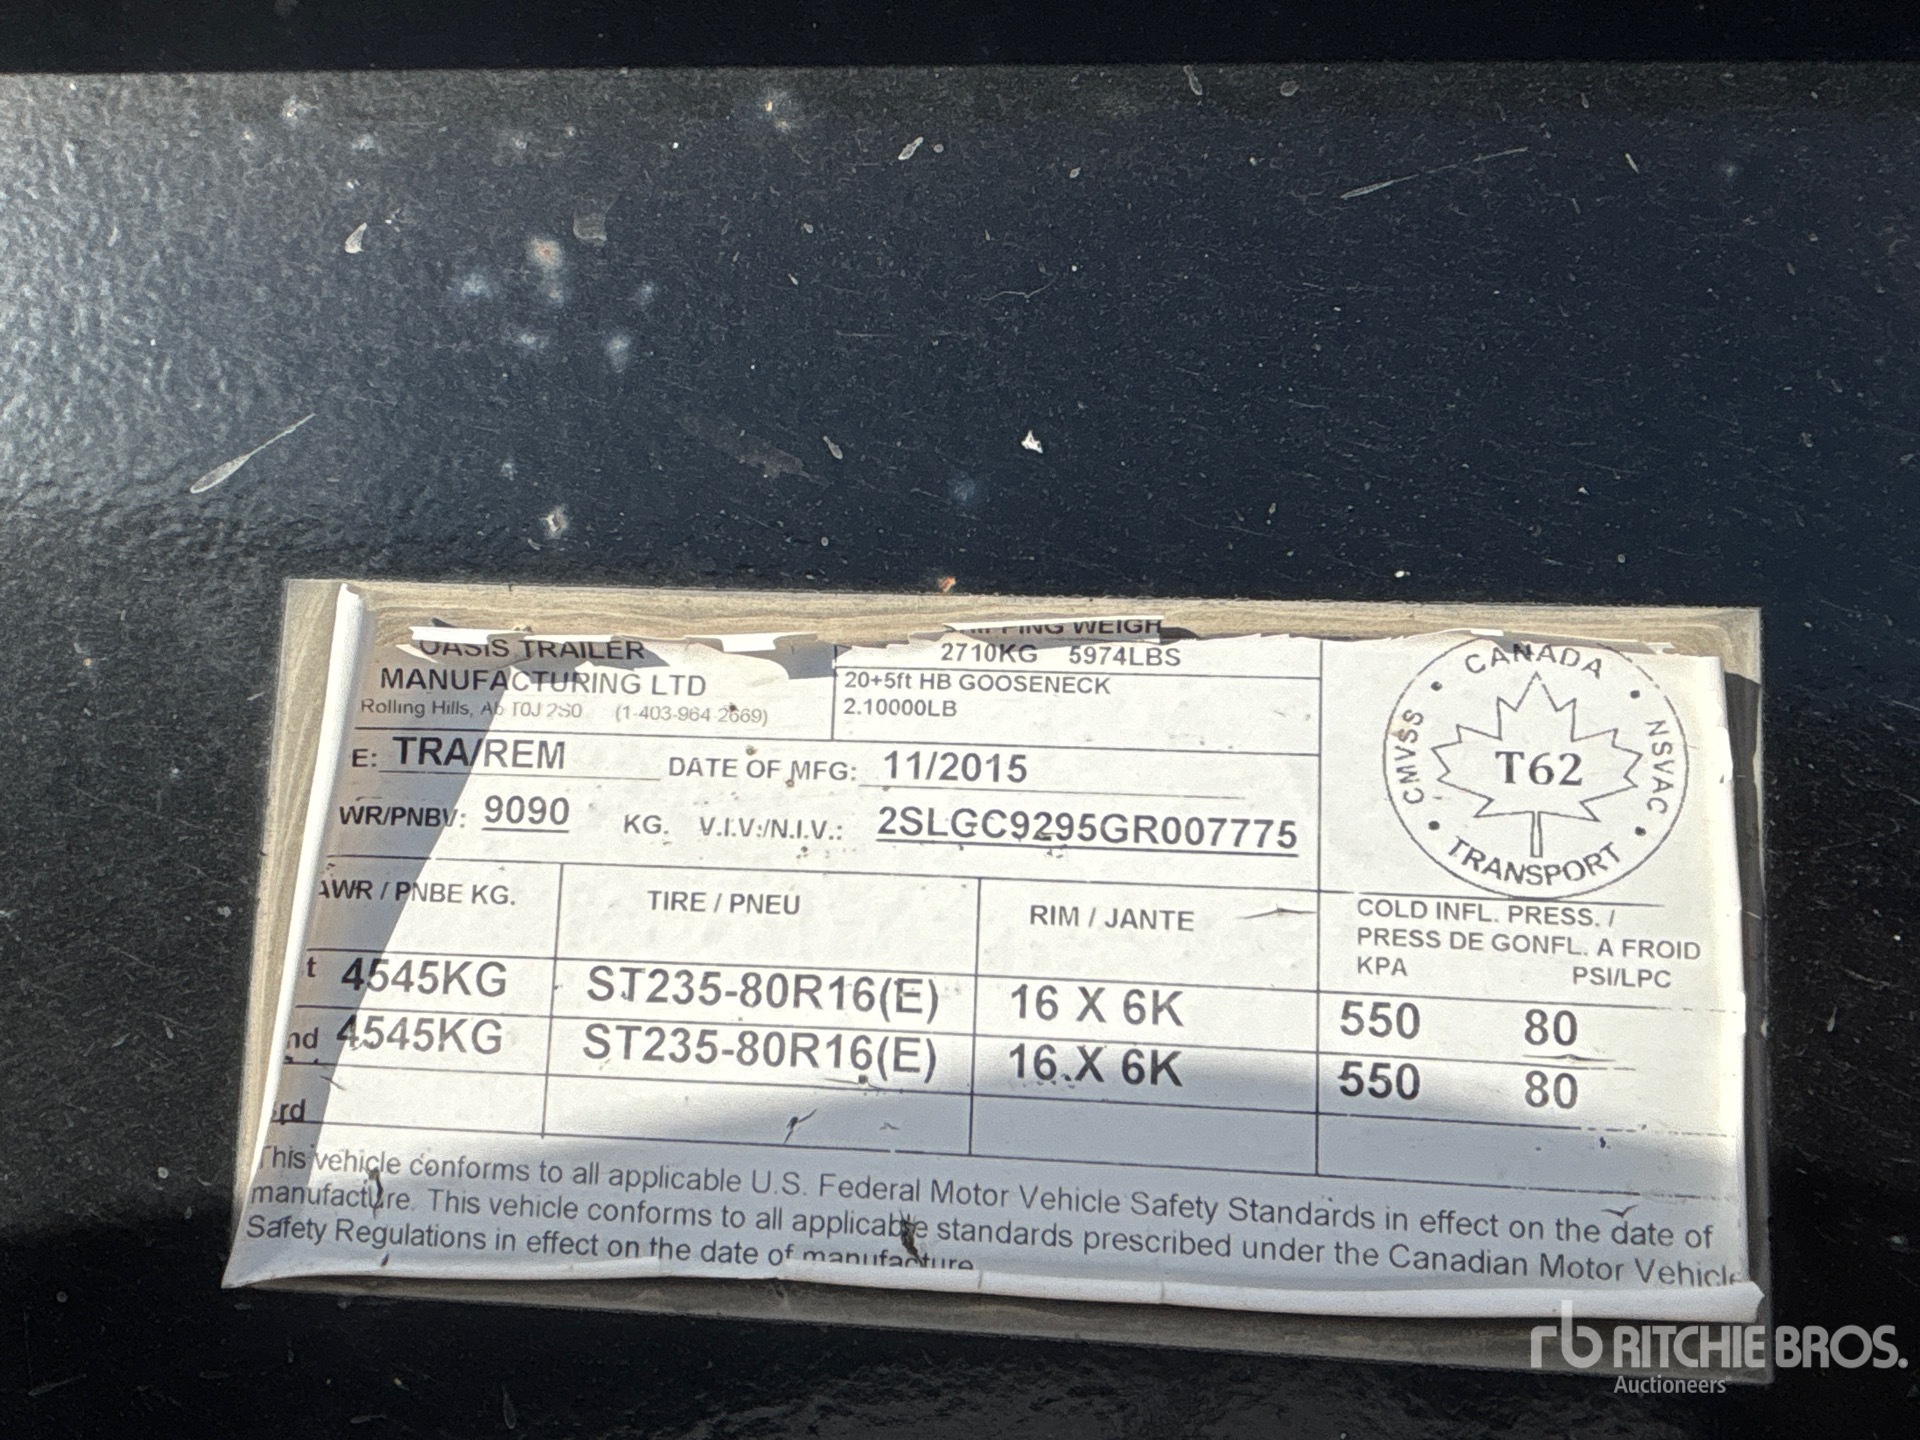 OASIS TRAILER
MANUFACTURING LTD
Rolling Hills, Ab T0J 2S0 (1-403-964-2669)
PING WEIGH
2710KG 5974LBS
20+5ft HB GOOSENECK
2.10000LB
E: TRA/REM DATE OF MFG: 11/2015
WR/PNBV: 9090 KG. V.I.V:/N.I.V.: 2SLGC9295GR007775
CANADA
CMVSS
NSVAC
T62
TRANSPORT
AWR / PNBE KG. TIRE / PNEU RIM / JANTE COLD INFL. PRESS. /
PRESS DE GONFL. A FROID
KPA PSI/LPC
t 4545KG ST235-80R16(E) 16 X 6K 550 80
nd 4545KG ST235-80R16(E) 16 X 6K 550 80
rd
This vehicle conforms to all applicable U.S. Federal Motor Vehicle Safety Standards in effect on the date of
manufacture. This vehicle conforms to all applicable standards prescribed under the Canadian Motor Vehicle
Safety Regulations in effect on the date of manufacture
rb RITCHIE BROS.
Auctioneers